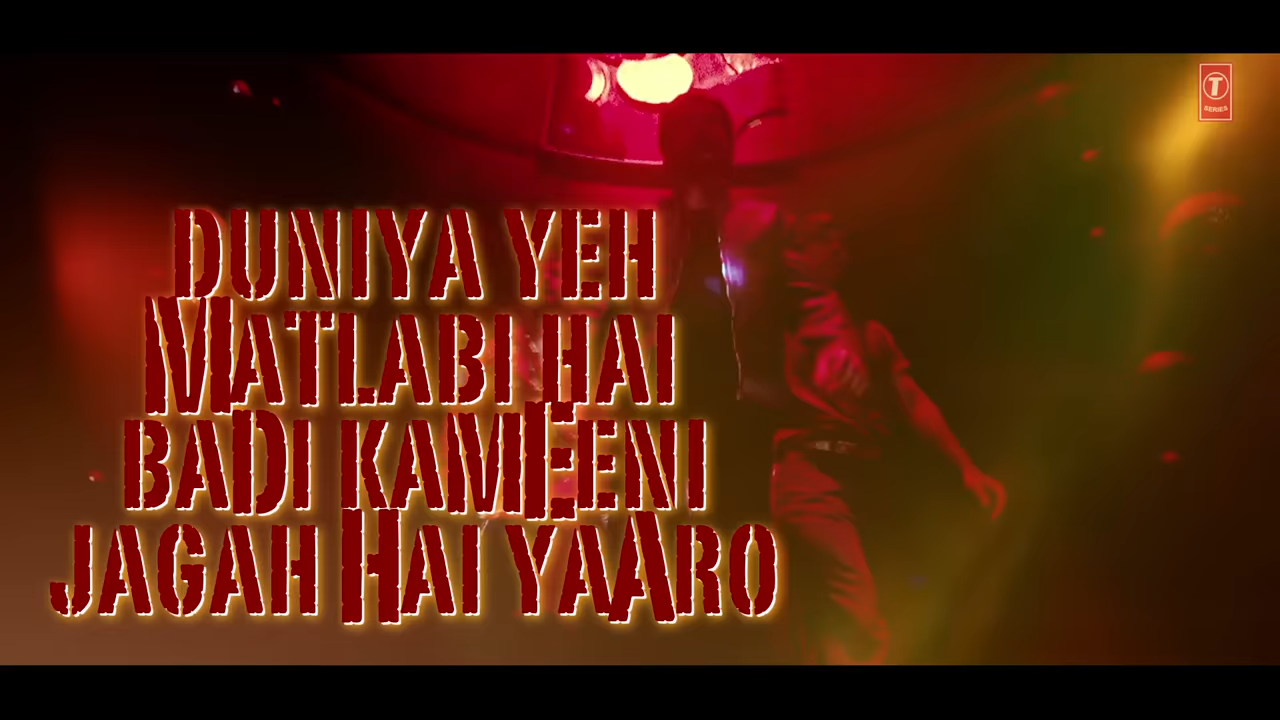 T
SERIES
DUNIYA YEH
MATLABI HAI
BADI KAMEENI
JAGAH HAI YAARO